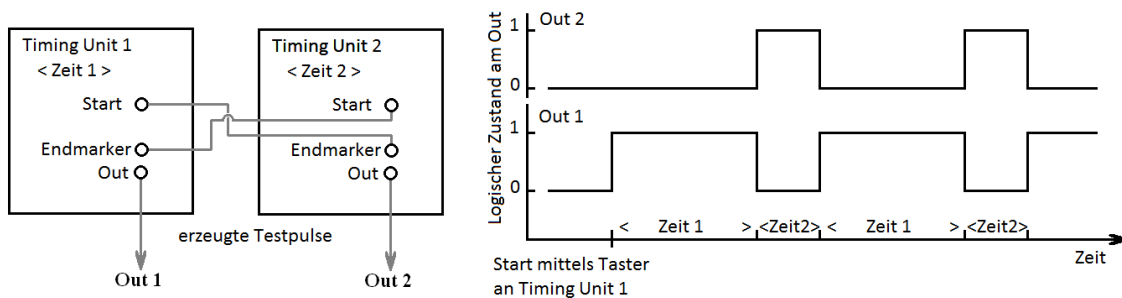 Timing Unit 1
< Zeit 1 >
Start
Endmarker
Out
Timing Unit 2
< Zeit 2 >
Start
Endmarker
Out
erzeugte Testpulse
Out 1
Out 2
Logischer Zustand am Out
1
Out 2
0
Out 1
1
0
< Zeit 1 > <Zeit2> < Zeit 1 > <Zeit2>
Zeit
Start mittels Taster
an Timing Unit 1